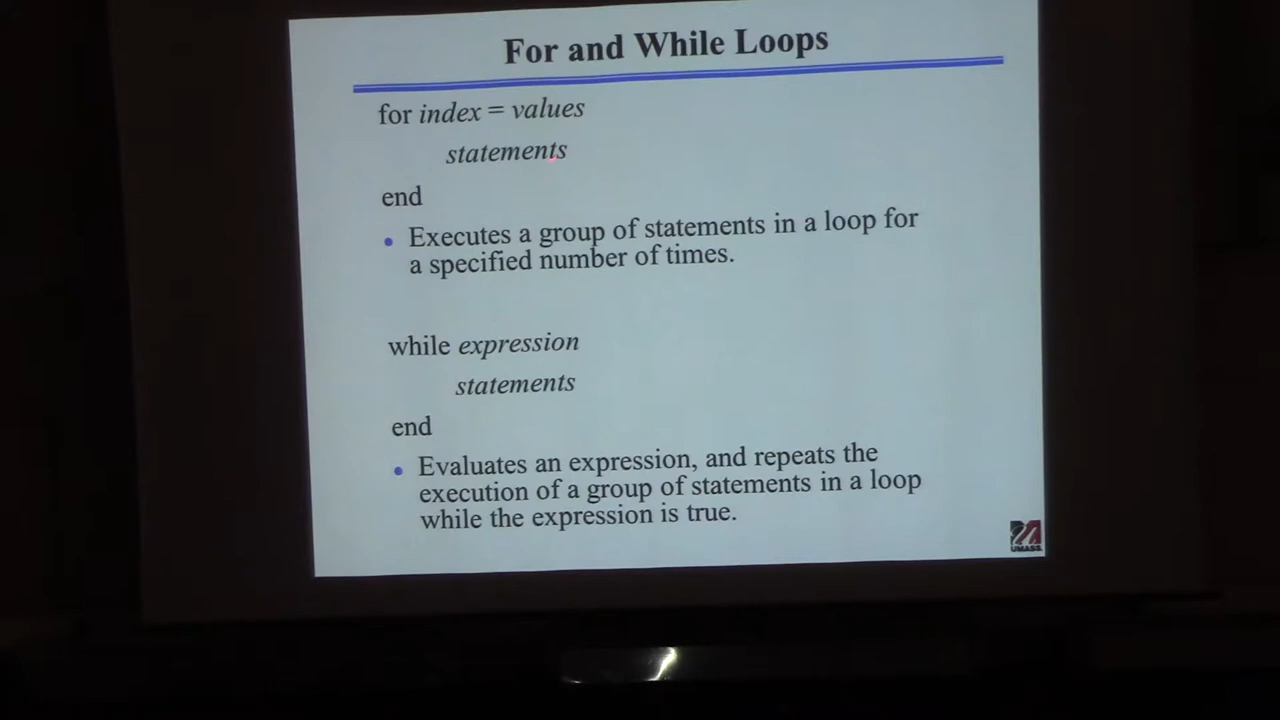 For and While Loops
for index = values
statements
end
• Executes a group of statements in a loop for
a specified number of times.
while expression
statements
end
• Evaluates an expression, and repeats the
execution of a group of statements in a loop
while the expression is true.
UMASS